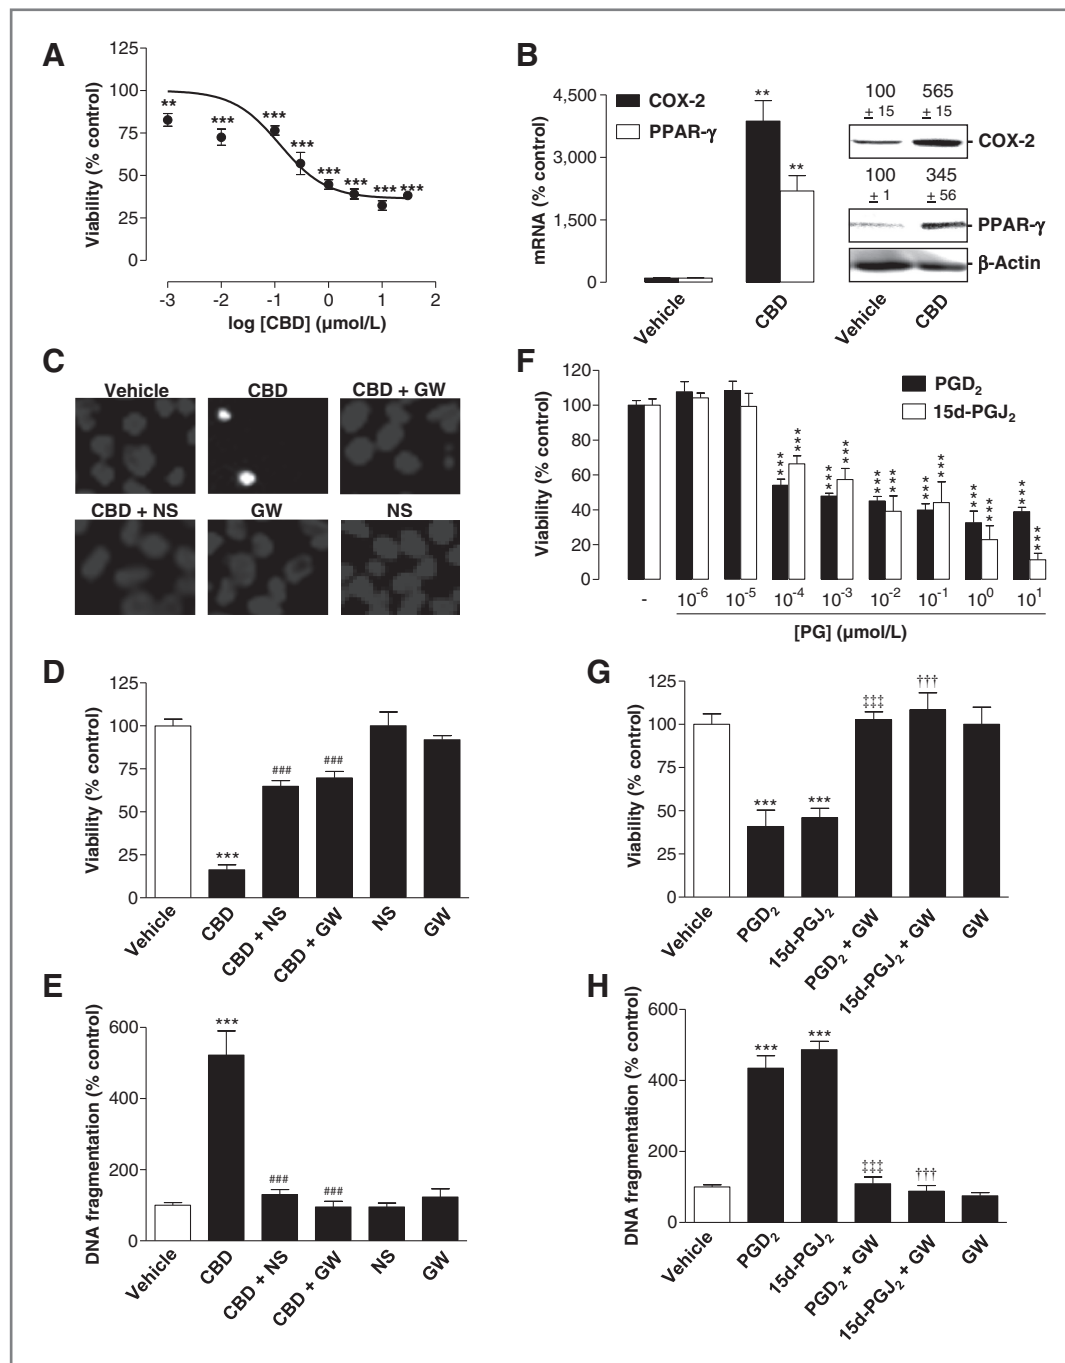 A
Viability (% control)
125
100
75
50
25
0
** *** *** *** *** *** *** ***
-3 -2 -1 0 1 2
log [CBD] (µmol/L)
B
mRNA (% control)
4,500
3,000
1,500
0
COX-2
PPAR-γ
**
**
Vehicle
CBD
100 565
± 15 ± 15
COX-2
100 345
± 1 ± 56
PPAR-γ
β-Actin
Vehicle
CBD
C
Vehicle CBD CBD + GW
CBD + NS GW NS
F
Viability (% control)
120
100
80
60
40
20
0
PGD₂
15d-PGJ₂
*** *** *** *** *** *** *** *** *** *** *** ***
- 10⁻⁶ 10⁻⁵ 10⁻⁴ 10⁻³ 10⁻² 10⁻¹ 10⁰ 10¹
[PG] (µmol/L)
D
Viability (% control)
125
100
75
50
25
0
*** ### ###
Vehicle
CBD
CBD + NS
CBD + GW
NS
GW
G
Viability (% control)
125
100
75
50
25
0
*** *** ‡‡‡ †††
Vehicle
PGD₂
15d-PGJ₂
PGD₂ + GW
15d-PGJ₂ + GW
GW
E
DNA fragmentation (% control)
600
400
200
0
*** ### ###
Vehicle
CBD
CBD + NS
CBD + GW
NS
GW
H
DNA fragmentation (% control)
600
400
200
0
*** *** ‡‡‡ †††
Vehicle
PGD₂
15d-PGJ₂
PGD₂ + GW
15d-PGJ₂ + GW
GW